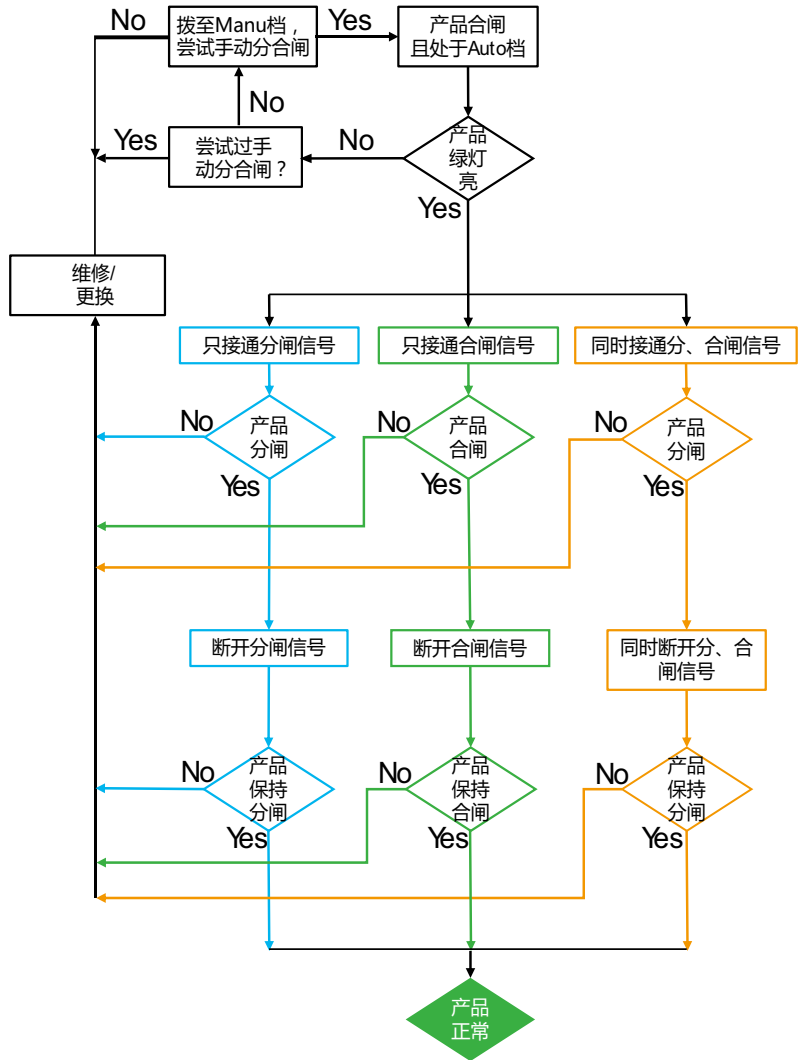 No
拨至Manu档，
尝试手动分合闸
Yes
产品合闸
且处于Auto档
No
Yes
尝试过手
动分合闸？
No
产品
绿灯
亮
Yes
维修/
更换
只接通分闸信号
只接通合闸信号
同时接通分、合闸信号
No
产品
分闸
Yes
No
产品
合闸
Yes
No
产品
分闸
Yes
断开分闸信号
断开合闸信号
同时断开分、合
闸信号
No
产品
保持
分闸
Yes
No
产品
保持
合闸
Yes
No
产品
保持
分闸
Yes
产品
正常